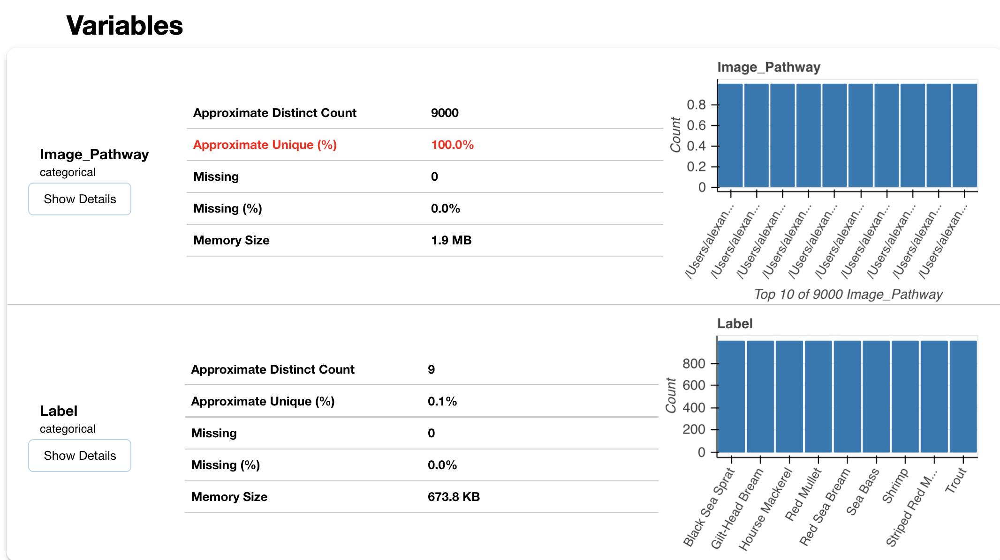 Variables
Image_Pathway
categorical
Show Details
Approximate Distinct Count 9000
Approximate Unique (%) 100.0%
Missing 0
Missing (%) 0.0%
Memory Size 1.9 MB
Image_Pathway
Count
0.8
0.6
0.4
0.2
0
/Users/alexan...
/Users/alexan...
/Users/alexan...
/Users/alexan...
/Users/alexan...
/Users/alexan...
/Users/alexan...
/Users/alexan...
/Users/alexan...
/Users/alexan...
Top 10 of 9000 Image_Pathway
Label
categorical
Show Details
Approximate Distinct Count 9
Approximate Unique (%) 0.1%
Missing 0
Missing (%) 0.0%
Memory Size 673.8 KB
Label
Count
800
600
400
200
0
Black Sea Sprat
Gilt-Head Bream
Hourse Mackerel
Red Mullet
Red Sea Bream
Sea Bass
Shrimp
Striped Red M...
Trout